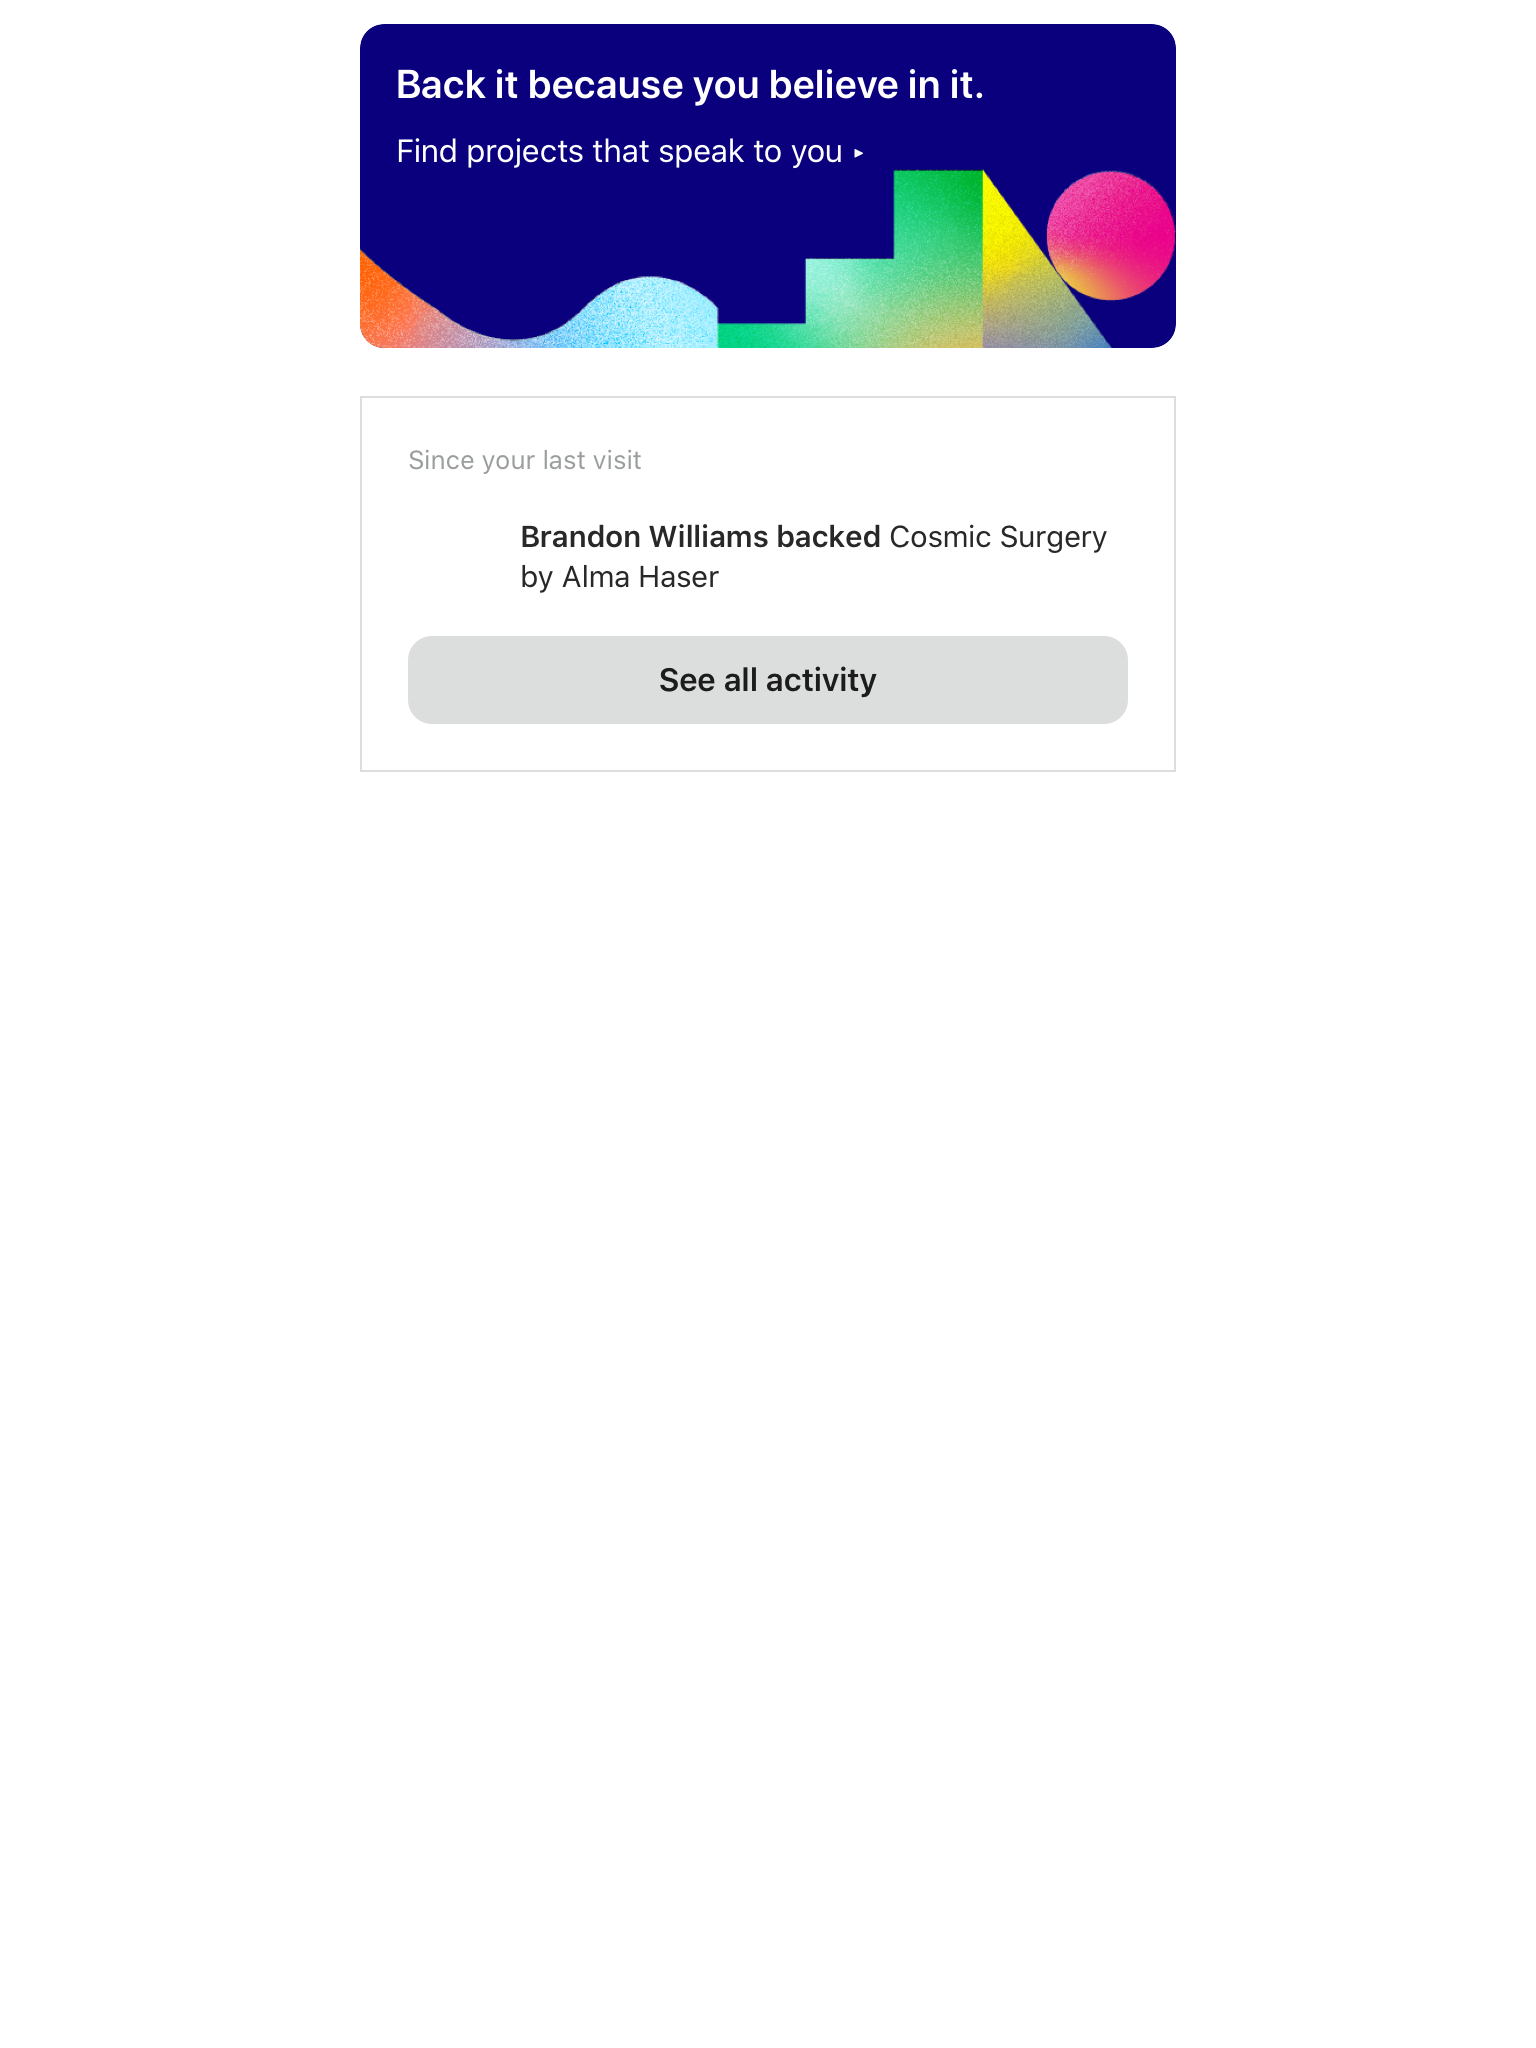 Back it because you believe in it.
Find projects that speak to you ▸
Since your last visit
Brandon Williams backed Cosmic Surgery
by Alma Haser
See all activity